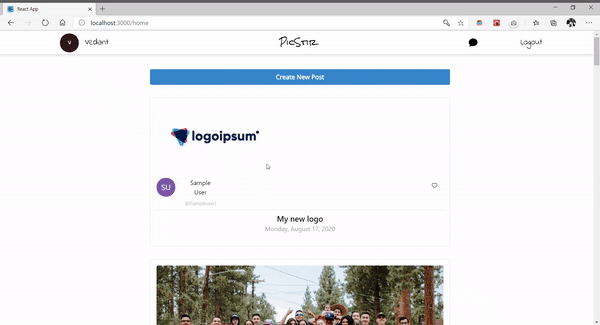 React App
localhost:3000/home
V
Vedant
PicStir
Logout
Create New Post
logoipsum
SU
Sample
User
My new logo
Monday, August 17, 2020